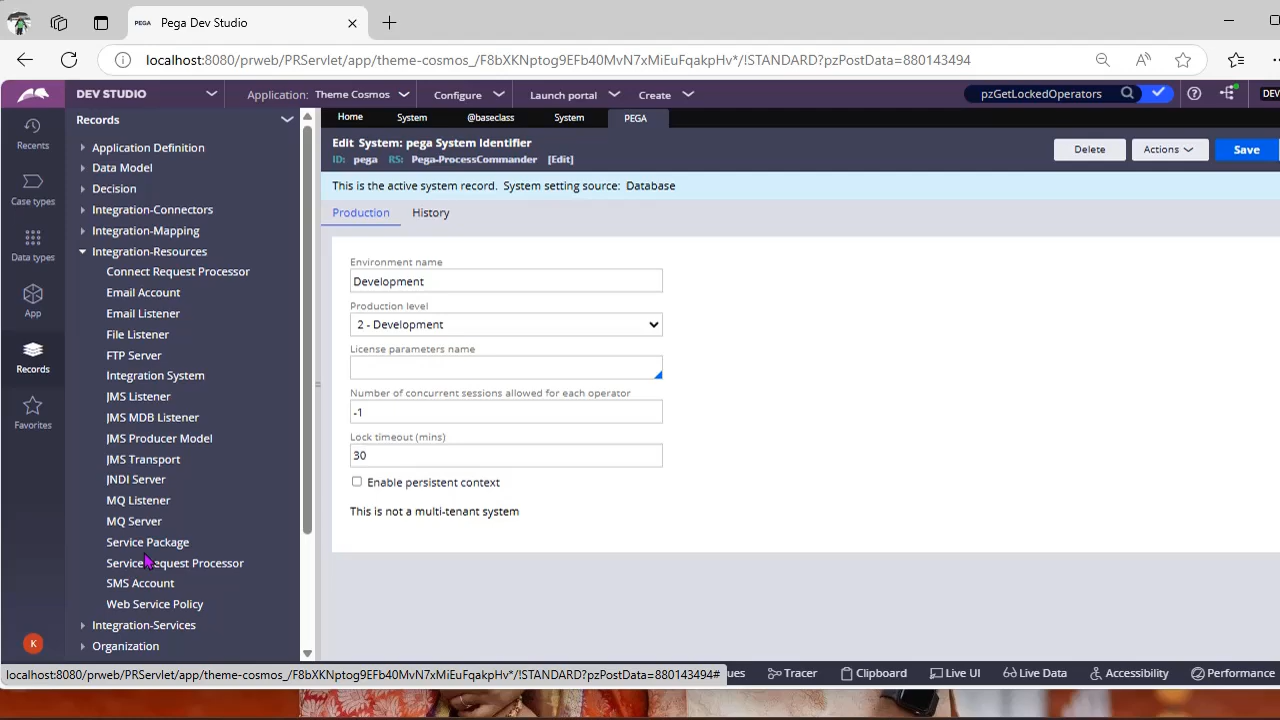 PEGA Pega Dev Studio
localhost:8080/prweb/PRServlet/app/theme-cosmos_/F8bXKNptog9EFb40MvN7xMiEuFqakpHv*/!STANDARD?pzPostData=880143494
DEV STUDIO Application: Theme Cosmos Configure Launch portal Create pzGetLockedOperators DEV
Records
Home System @baseclass System PEGA
Recents
Case types
Data types
App
Records
Favorites
K
Application Definition
Data Model
Decision
Integration-Connectors
Integration-Mapping
Integration-Resources
Connect Request Processor
Email Account
Email Listener
File Listener
FTP Server
Integration System
JMS Listener
JMS MDB Listener
JMS Producer Model
JMS Transport
JNDI Server
MQ Listener
MQ Server
Service Package
Service Request Processor
SMS Account
Web Service Policy
Integration-Services
Organization
Edit System: pega System Identifier
ID: pega RS: Pega-ProcessCommander [Edit]
Delete Actions Save
This is the active system record. System setting source: Database
Production History
Environment name
Development
Production level
2 - Development
License parameters name
Number of concurrent sessions allowed for each operator
-1
Lock timeout (mins)
30
Enable persistent context
This is not a multi-tenant system
localhost:8080/prweb/PRServlet/app/theme-cosmos_/F8bXKNptog9EFb40MvN7xMiEuFqakpHv*/!STANDARD?pzPostData=880143494#
ues Tracer Clipboard Live UI Live Data Accessibility Performance